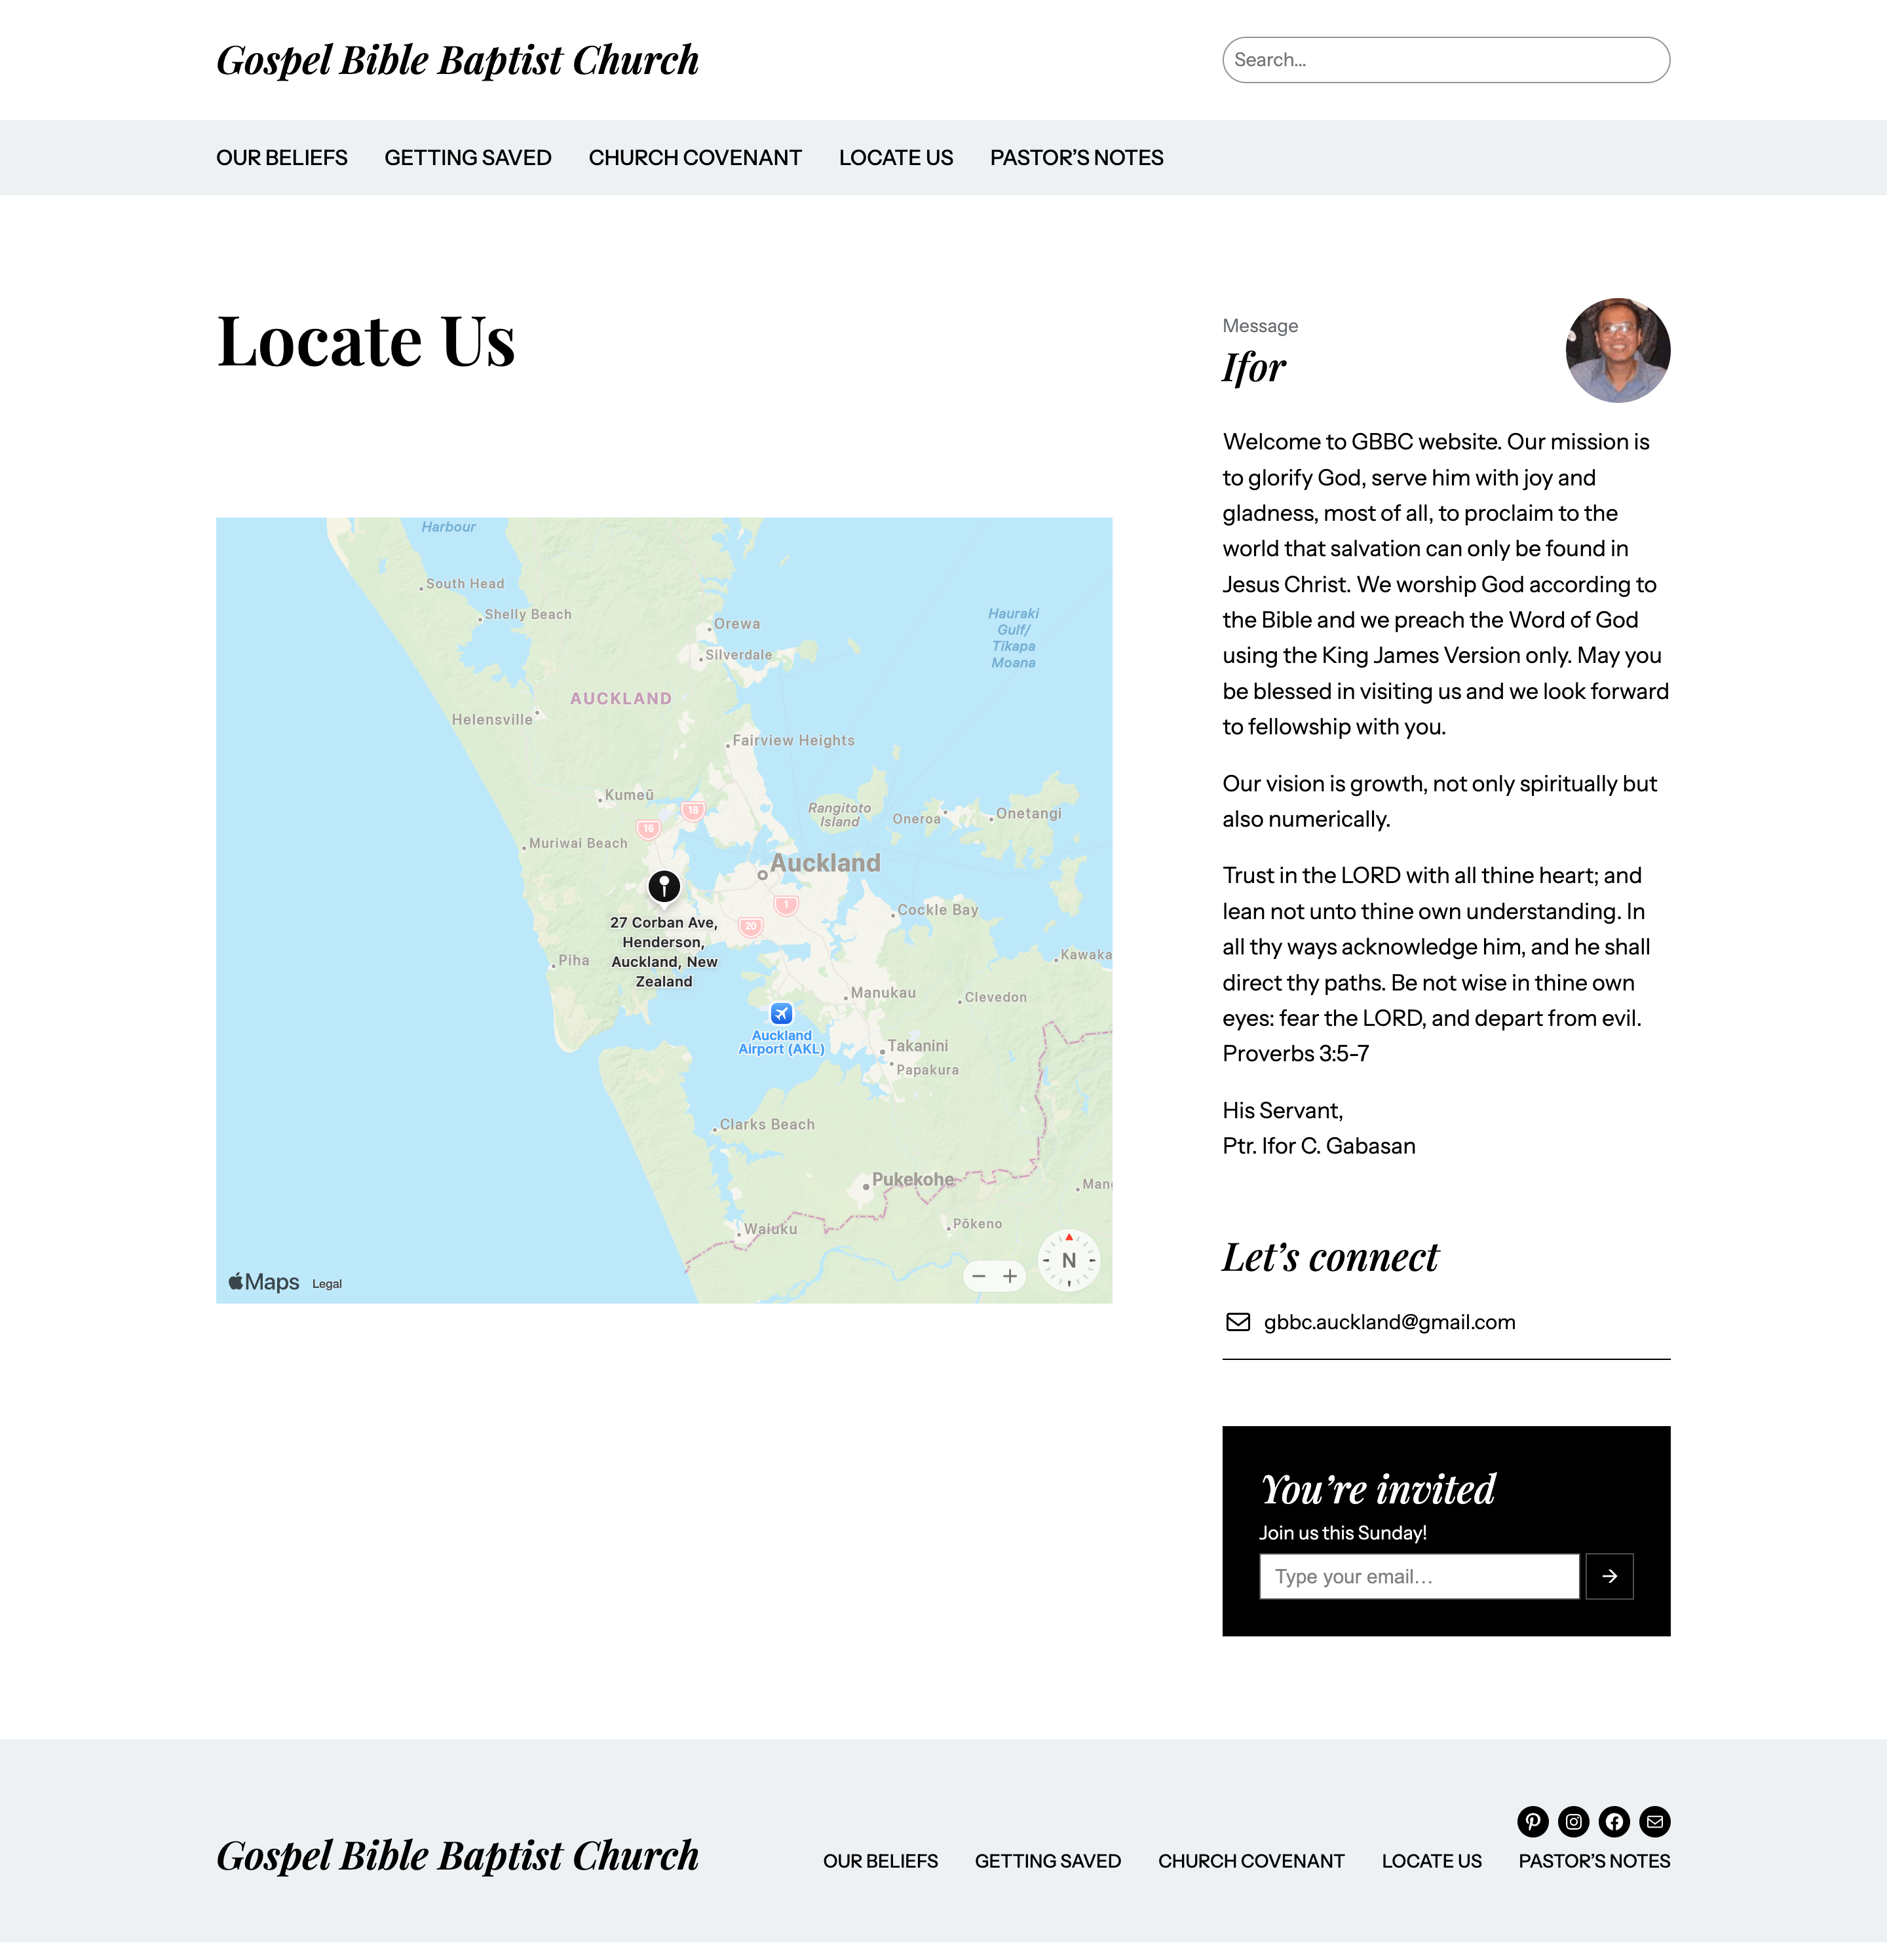 Gospel Bible Baptist Church
Search...
OUR BELIEFS
GETTING SAVED
CHURCH COVENANT
LOCATE US
PASTOR’S NOTES
Locate Us
Harbour
South Head
Shelly Beach
Orewa
Silverdale
Hauraki
Gulf/
Tīkapa
Moana
AUCKLAND
Helensville
Fairview Heights
Kumeū
18
16
Rangitoto
Island
Oneroa
Onetangi
Muriwai Beach
Auckland
1
20
Cockle Bay
27 Corban Ave,
Henderson,
Auckland, New
Zealand
Piha
Kawaka
Manukau
Clevedon
Auckland
Airport (AKL)
Takanini
Papakura
Clarks Beach
Pukekohe
Mang
Waiuku
Pōkeno
N
Maps
Legal
Message
Ifor
Welcome to GBBC website. Our mission is
to glorify God, serve him with joy and
gladness, most of all, to proclaim to the
world that salvation can only be found in
Jesus Christ. We worship God according to
the Bible and we preach the Word of God
using the King James Version only. May you
be blessed in visiting us and we look forward
to fellowship with you.
Our vision is growth, not only spiritually but
also numerically.
Trust in the LORD with all thine heart; and
lean not unto thine own understanding. In
all thy ways acknowledge him, and he shall
direct thy paths. Be not wise in thine own
eyes: fear the LORD, and depart from evil.
Proverbs 3:5-7
His Servant,
Ptr. Ifor C. Gabasan
Let’s connect
gbbc.auckland@gmail.com
You’re invited
Join us this Sunday!
Type your email…
Gospel Bible Baptist Church
OUR BELIEFS
GETTING SAVED
CHURCH COVENANT
LOCATE US
PASTOR’S NOTES